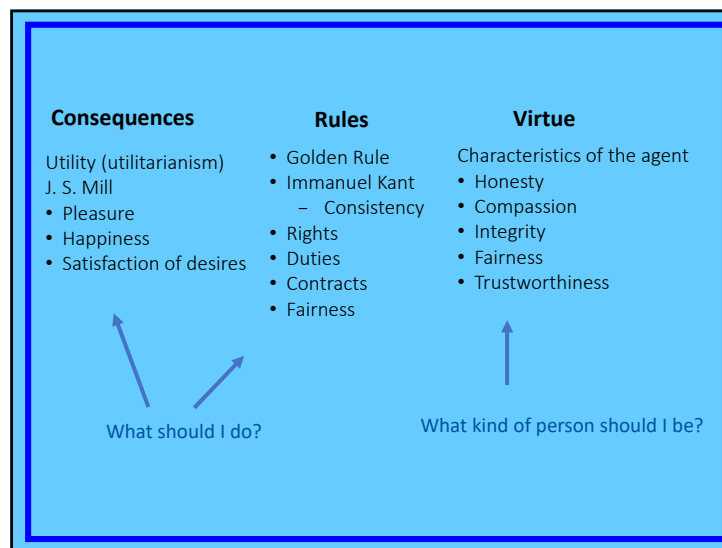 Consequences
Utility (utilitarianism)
J. S. Mill
• Pleasure
• Happiness
• Satisfaction of desires
Rules
• Golden Rule
• Immanuel Kant
– Consistency
• Rights
• Duties
• Contracts
• Fairness
Virtue
Characteristics of the agent
• Honesty
• Compassion
• Integrity
• Fairness
• Trustworthiness
What should I do?
What kind of person should I be?